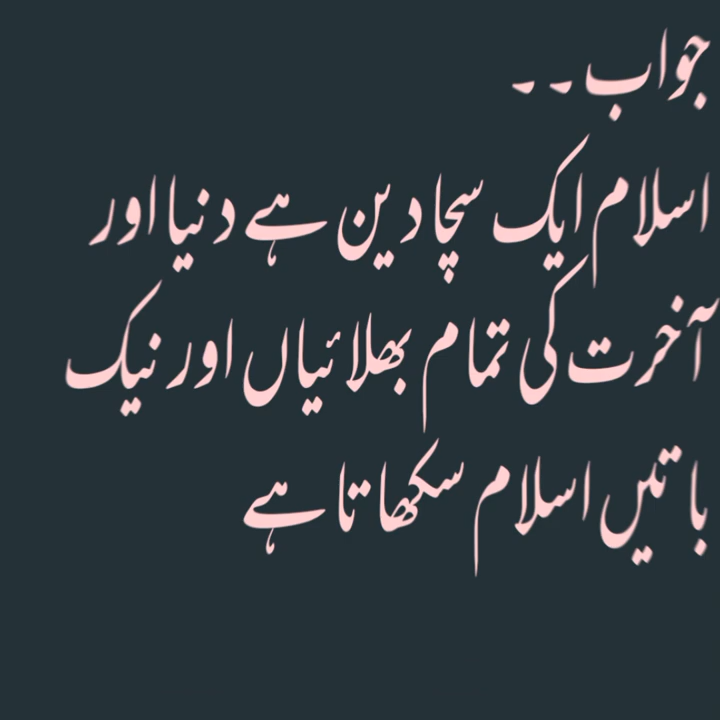 جواب۔۔
اسلام ایک سچا دین ہے دنیا اور
آخرت کی تمام بھلائیاں اور نیک
باتیں اسلام سکھاتا ہے